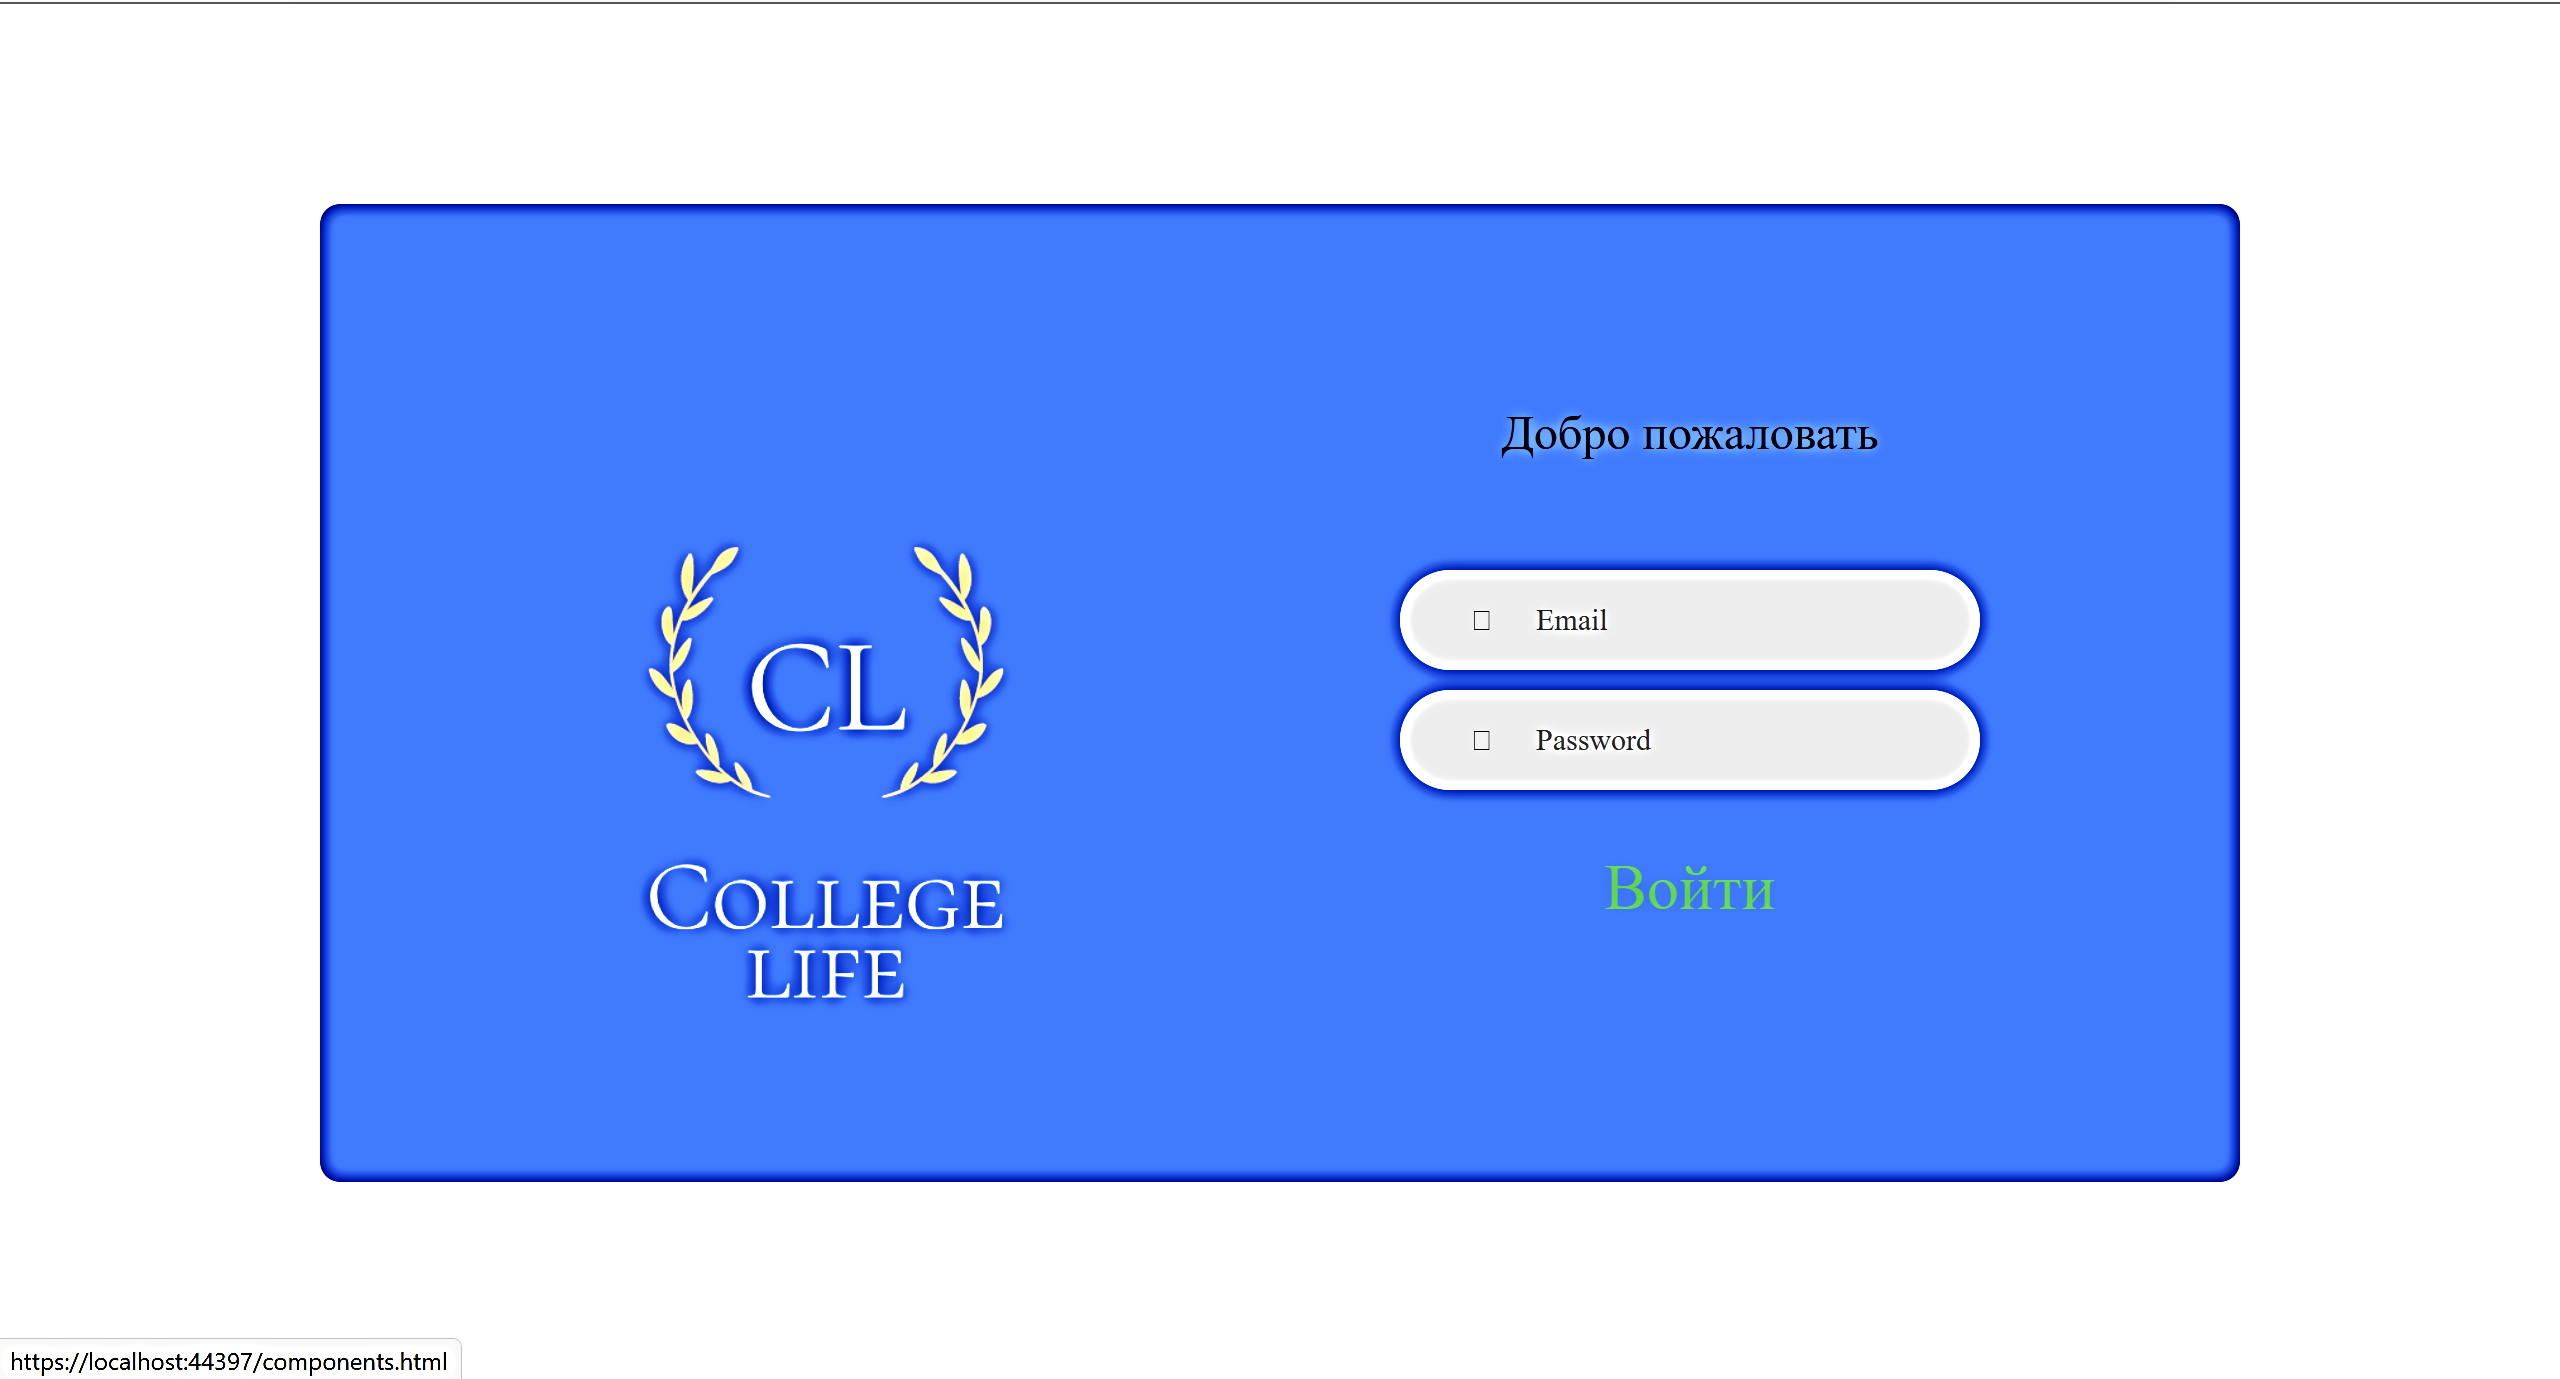 Добро пожаловать
CL
Email
Password
COLLEGE
LIFE
Войти
https://localhost:44397/components.html